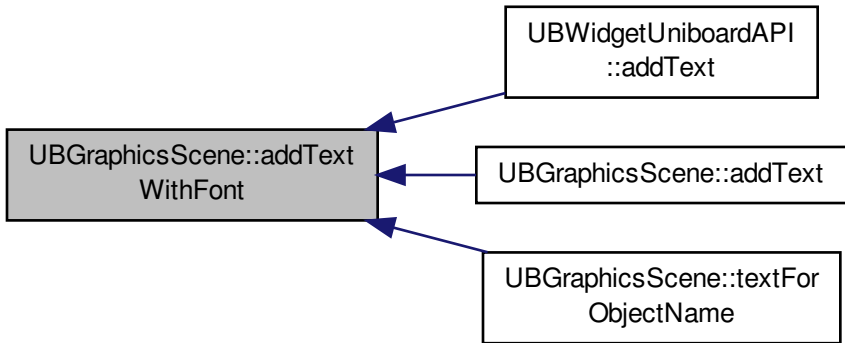 UBWidgetUniboardAPI
::addText
UBGraphicsScene::addText
WithFont
UBGraphicsScene::addText
UBGraphicsScene::textFor
ObjectName